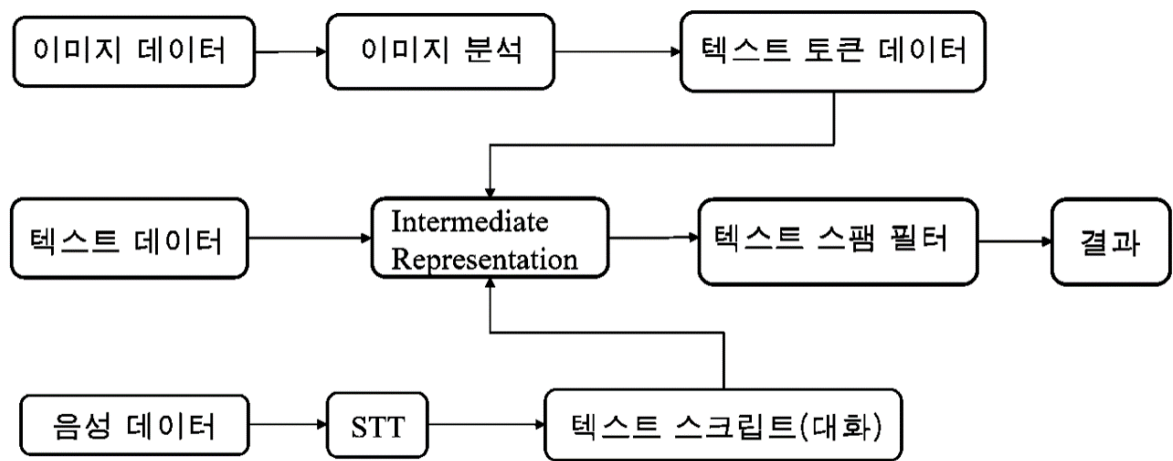 이미지 데이터
이미지 분석
텍스트 토큰 데이터
텍스트 데이터
Intermediate
Representation
텍스트 스팸 필터
결과
음성 데이터
STT
텍스트 스크립트(대화)